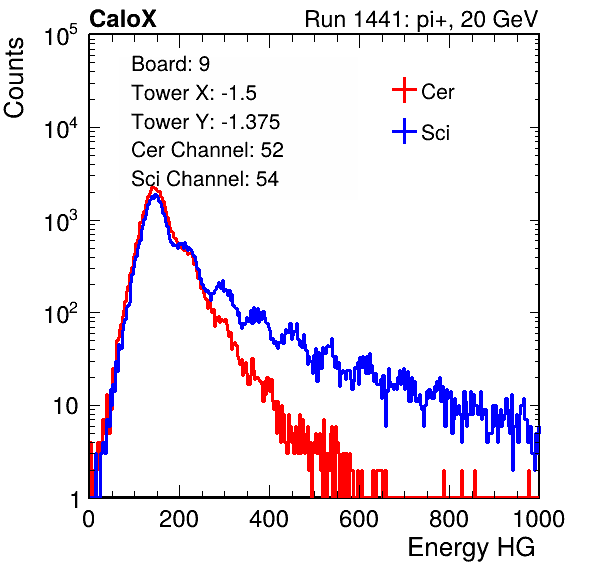 CaloX Run 1441: pi+, 20 GeV
Counts
Board: 9
Tower X: -1.5
Tower Y: -1.375
Cer Channel: 52
Sci Channel: 54
Cer
Sci
10^5
10^4
10^3
10^2
10
1
0 200 400 600 800 1000
Energy HG